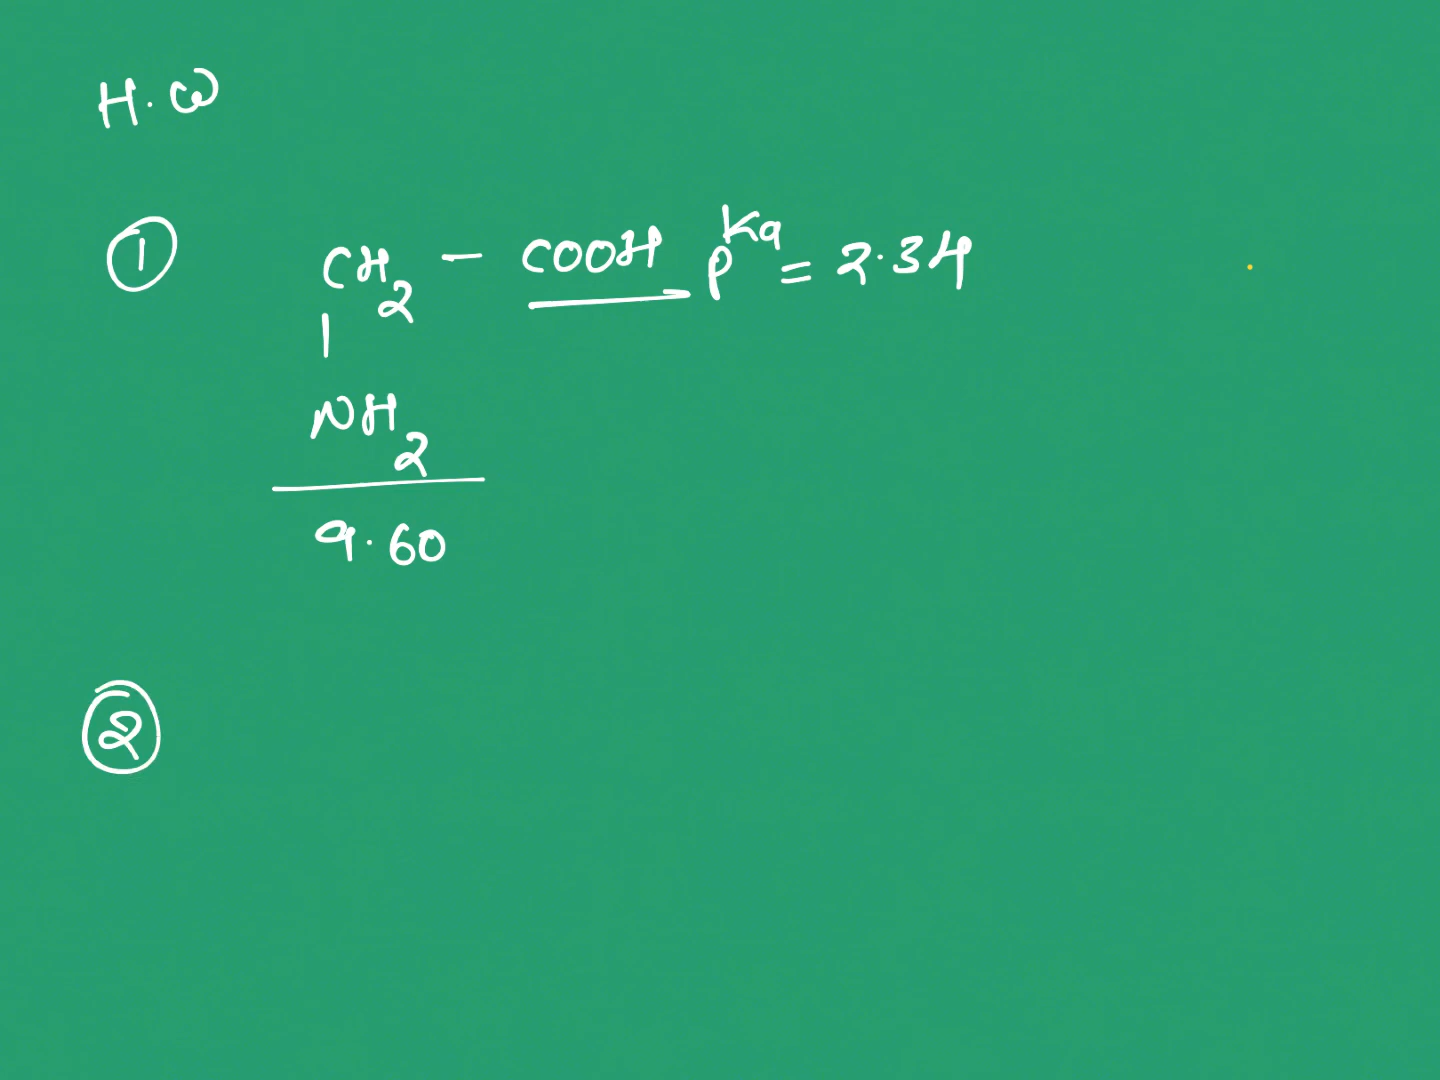 H.W
① CH₂ - COOH pKa = 2.34
|
NH₂
9.60
②